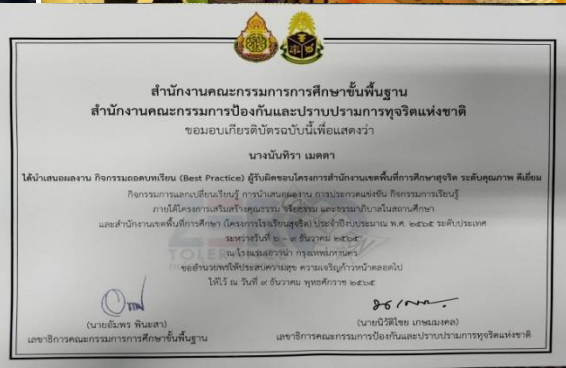 สำนักงานคณะกรรมการการศึกษาขั้นพื้นฐาน
สำนักงานคณะกรรมการป้องกันและปราบปรามการทุจริตแห่งชาติ
ขอมอบเกียรติบัตรฉบับนี้เพื่อแสดงว่า
นางนันทิรา เมตตา
ได้นำเสนอผลงาน กิจกรรมถอดบทเรียน (Best Practice) ผู้รับผิดชอบโครงการสำนักงานเขตพื้นที่การศึกษาสุจริต ระดับคุณภาพ ดีเยี่ยม
กิจกรรมการแลกเปลี่ยนเรียนรู้ การนำเสนอผลงาน การประกวดแข่งขัน กิจกรรมการเรียนรู้
ภายใต้โครงการเสริมสร้างคุณธรรม จริยธรรม และธรรมาภิบาลในสถานศึกษา
และสำนักงานเขตพื้นที่การศึกษา (โครงการโรงเรียนสุจริต) ประจำปีงบประมาณ พ.ศ. ๒๕๖๕ ระดับประเทศ
ระหว่างวันที่ ๖ - ๙ ธันวาคม ๒๕๖๕
ณ โรงแรมเอวาน่า กรุงเทพมหานคร
ขออำนวยพรให้ประสบความสุข ความเจริญก้าวหน้าตลอดไป
ให้ไว้ ณ วันที่ ๙ ธันวาคม พุทธศักราช ๒๕๖๕
(นายอัมพร พินะสา)
เลขาธิการคณะกรรมการการศึกษาขั้นพื้นฐาน
(นายนิวัติไชย เกษมมงคล)
เลขาธิการคณะกรรมการป้องกันและปราบปรามการทุจริตแห่งชาติ